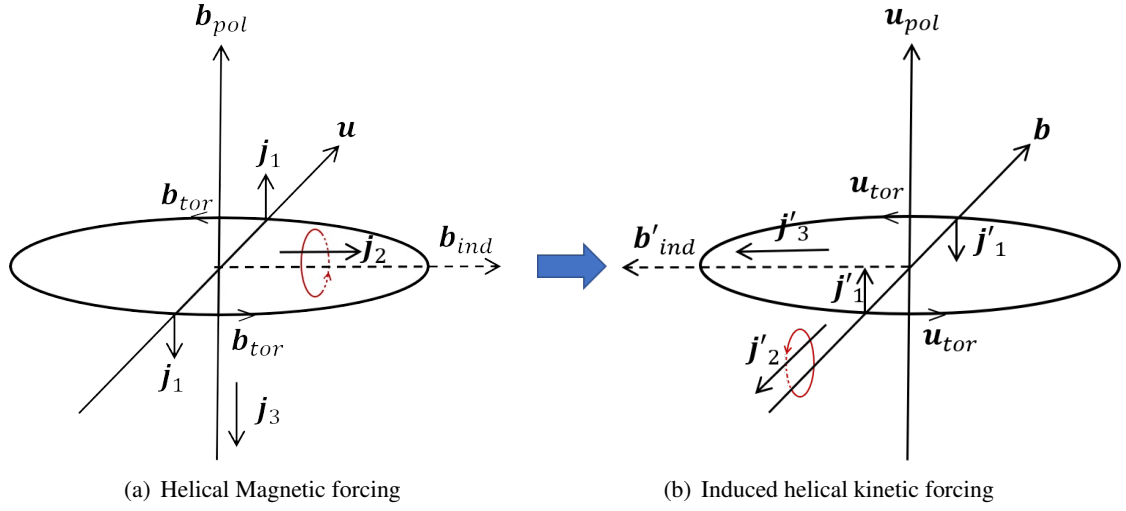 b_pol
u
j_1
b_tor
j_2
b_ind
b_tor
j_1
j_3
(a) Helical Magnetic forcing
u_pol
b
u_tor
j'_3
b'_ind
j'_1
j'_1
u_tor
j'_2
(b) Induced helical kinetic forcing